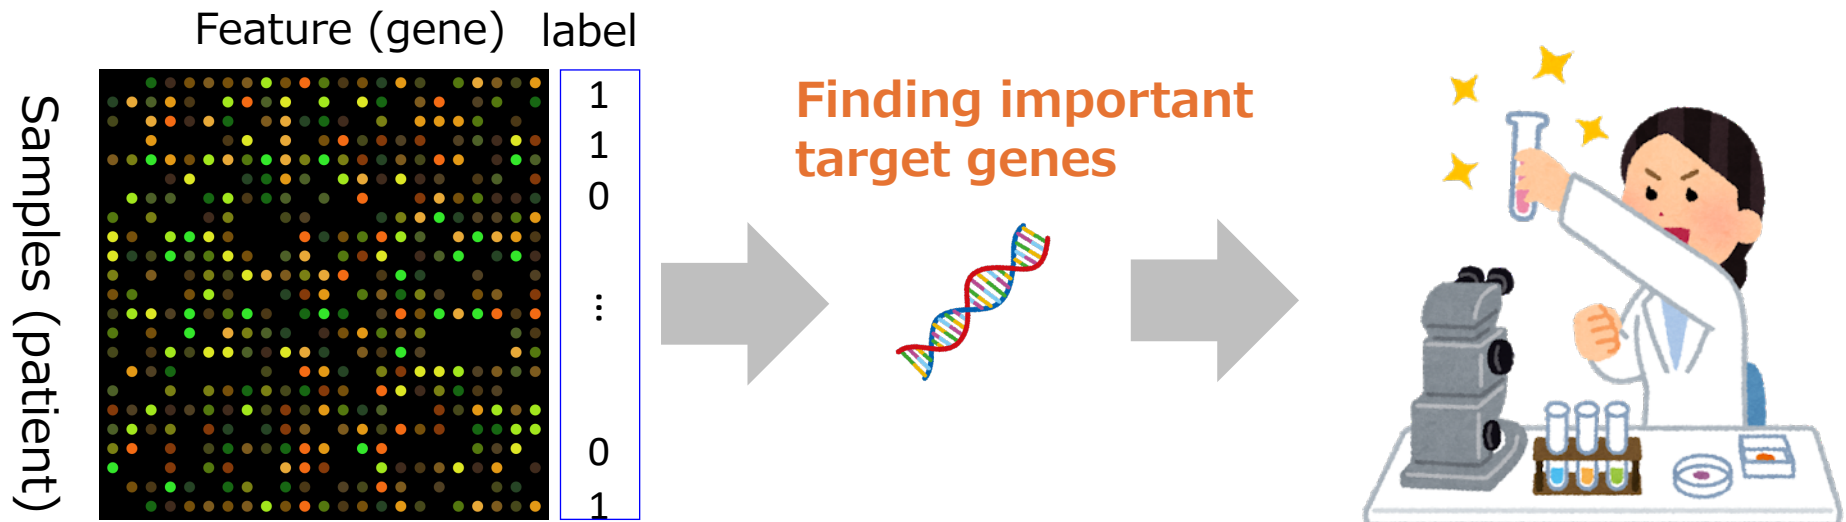 Feature (gene)
label
Samples (patient)
1
1
0
...
0
1
Finding important
target genes